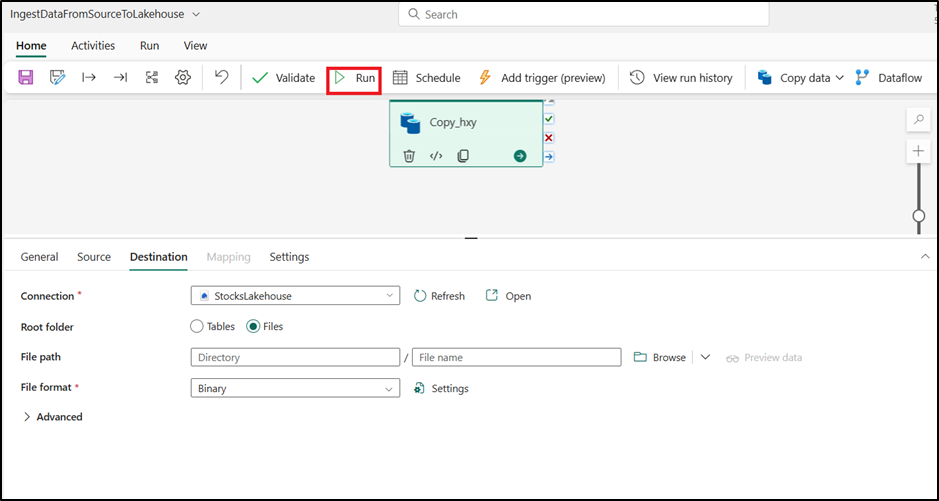 IngestDataFromSourceToLakehouse
Search
Home Activities Run View
Validate Run Schedule Add trigger (preview) View run history Copy data Dataflow
Copy_hxy
General Source Destination Mapping Settings
Connection * StocksLakehouse Refresh Open
Root folder Tables Files
File path Directory / File name Browse Preview data
File format * Binary Settings
Advanced